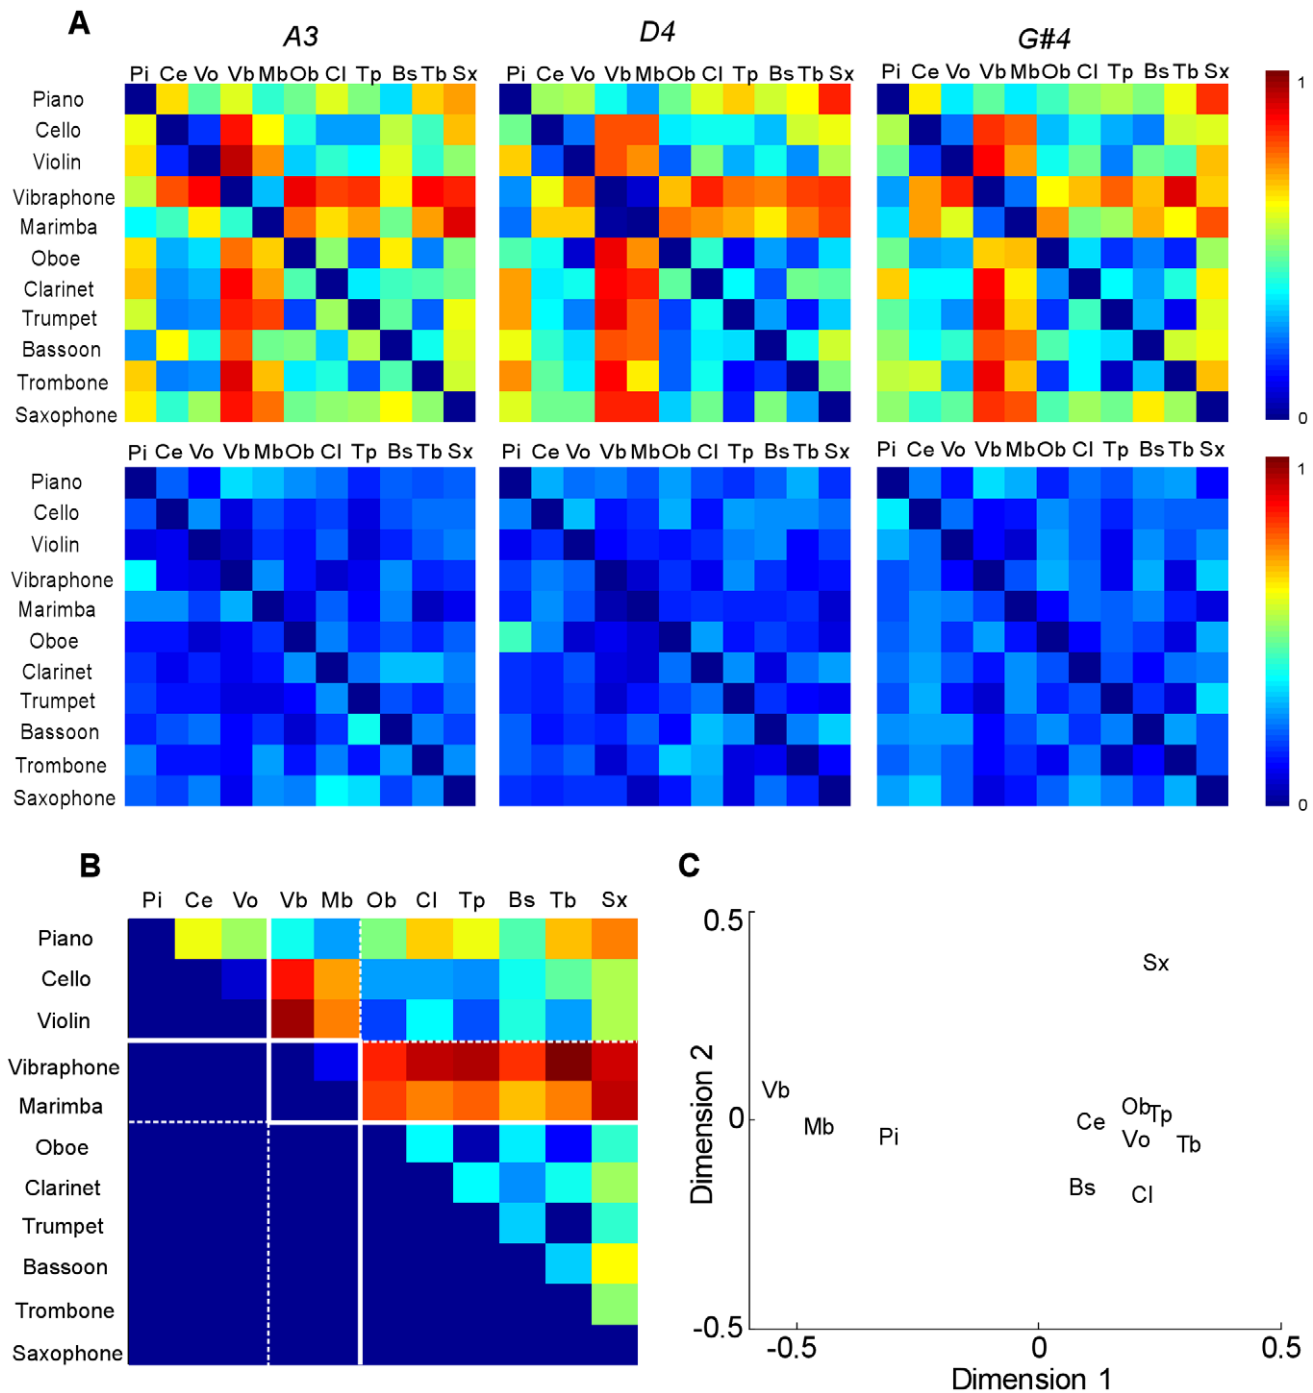 A
A3 D4 G#4
Pi Ce Vo Vb Mb Ob Cl Tp Bs Tb Sx Pi Ce Vo Vb Mb Ob Cl Tp Bs Tb Sx Pi Ce Vo Vb Mb Ob Cl Tp Bs Tb Sx
1
Piano
Cello
Violin
Vibraphone
Marimba
Oboe
Clarinet
Trumpet
Bassoon
Trombone
Saxophone
0
Pi Ce Vo Vb Mb Ob Cl Tp Bs Tb Sx Pi Ce Vo Vb Mb Ob Cl Tp Bs Tb Sx Pi Ce Vo Vb Mb Ob Cl Tp Bs Tb Sx
1
Piano
Cello
Violin
Vibraphone
Marimba
Oboe
Clarinet
Trumpet
Bassoon
Trombone
Saxophone
0
B
Pi Ce Vo Vb Mb Ob Cl Tp Bs Tb Sx
Piano
Cello
Violin
Vibraphone
Marimba
Oboe
Clarinet
Trumpet
Bassoon
Trombone
Saxophone
C
0.5
Sx
Vb
Ob Tp
0
Ce
Mb
Pi
Vo
Tb
Bs
Cl
-0.5
Dimension 2
-0.5 0 0.5
Dimension 1